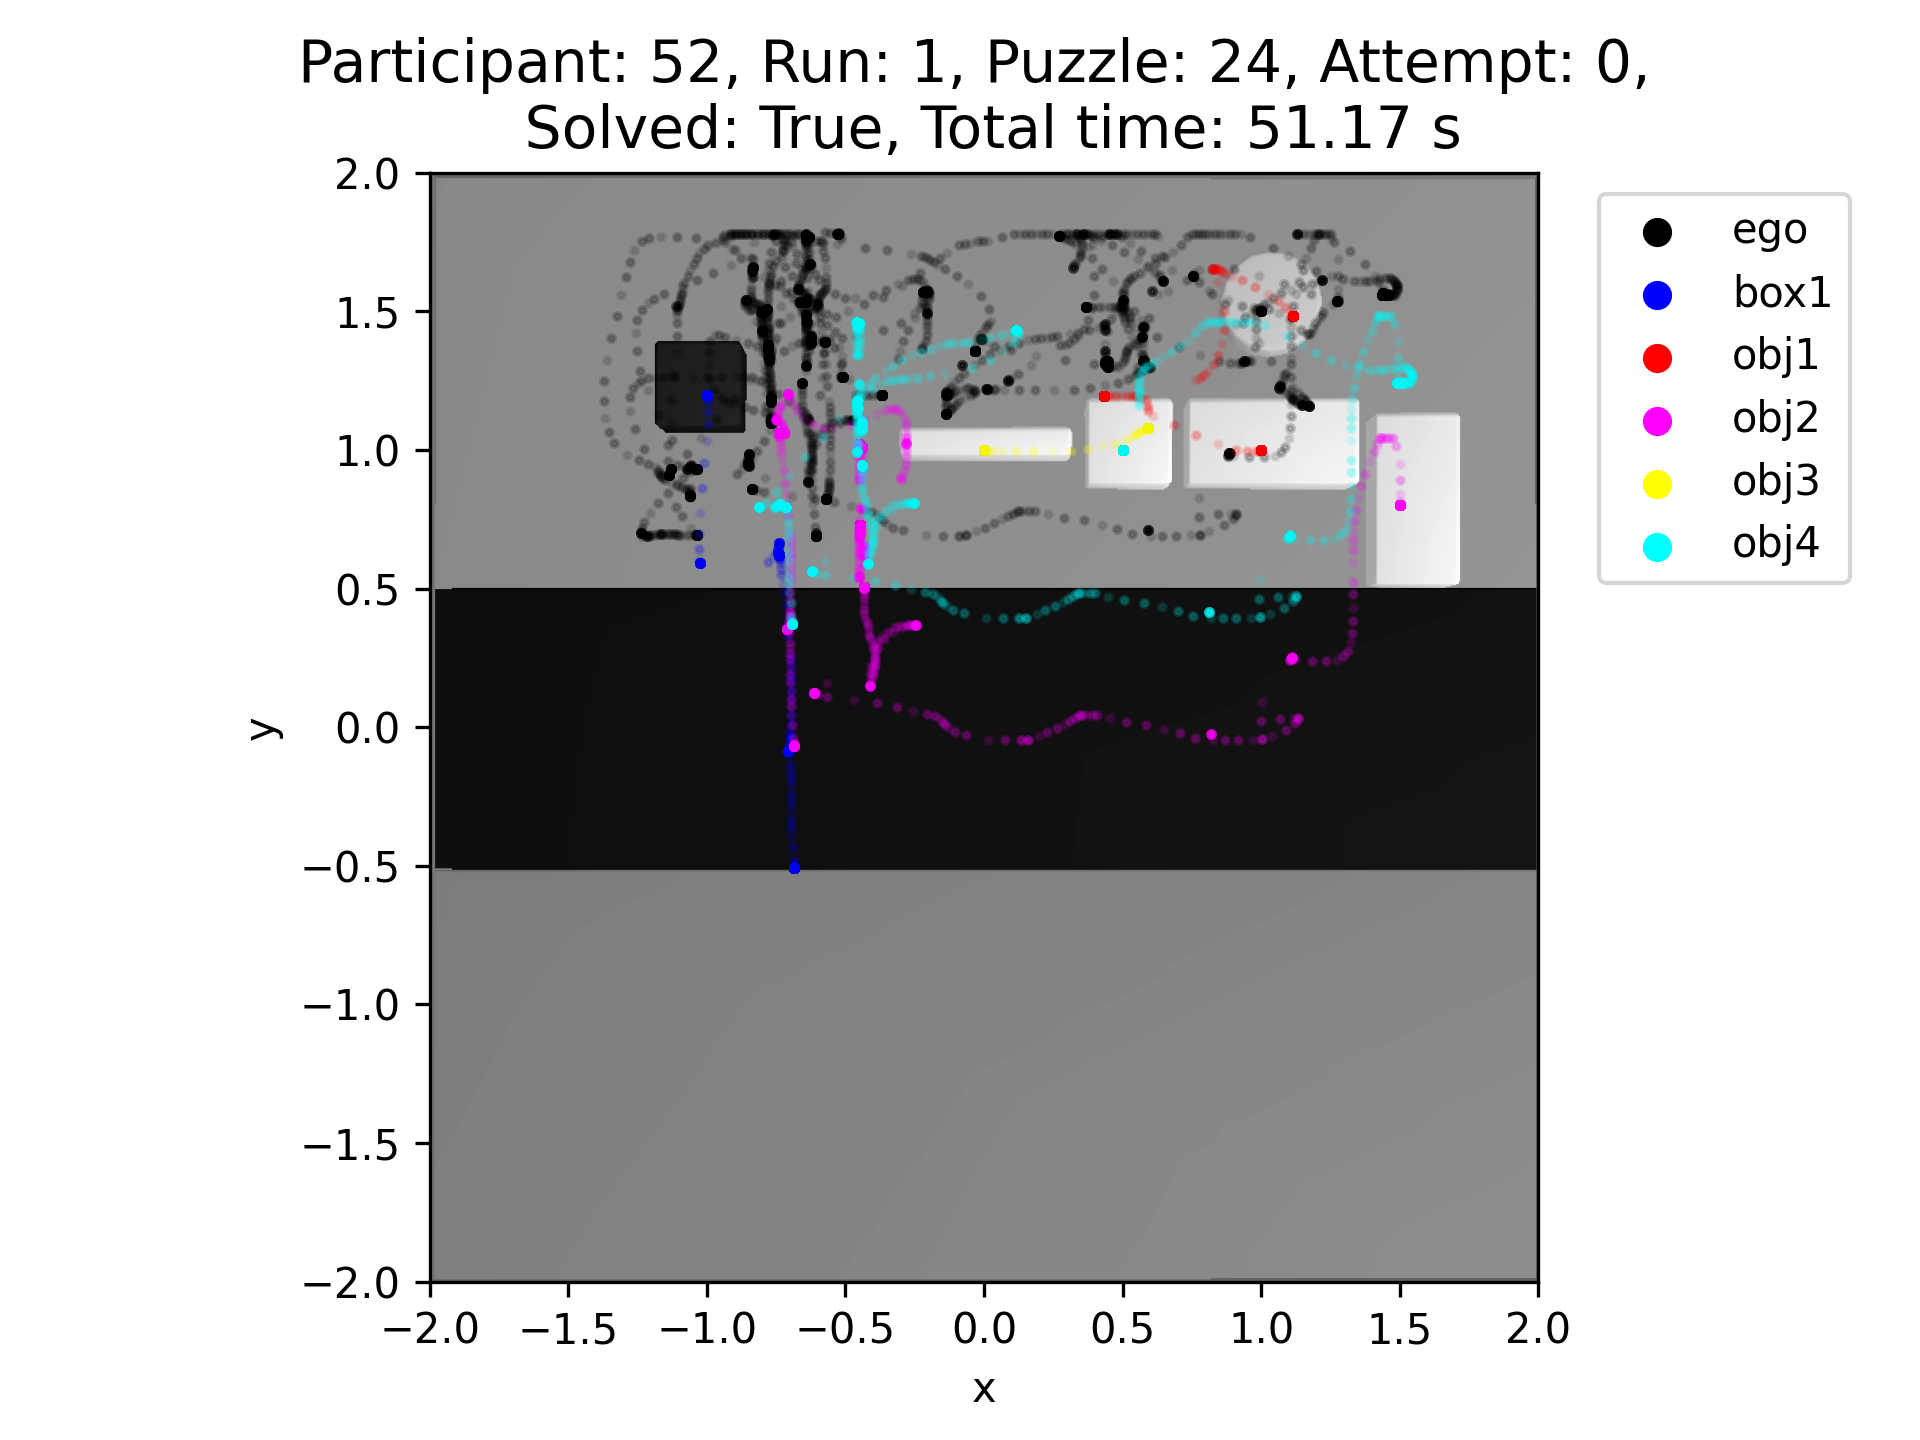 Participant: 52, Run: 1, Puzzle: 24, Attempt: 0,
Solved: True, Total time: 51.17 s
2.0
1.5
1.0
0.5
0.0
−0.5
−1.0
−1.5
−2.0
y
−2.0 −1.5 −1.0 −0.5 0.0 0.5 1.0 1.5 2.0
x
ego
box1
obj1
obj2
obj3
obj4